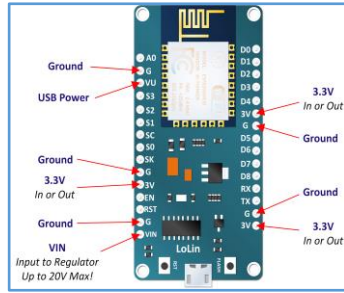 Ground
USB Power
Ground
3.3V
In or Out
Ground
VIN
Input to Regulator
Up to 20V Max!
A0
G
VU
S3
S2
S1
SC
S0
SK
G
3V
EN
RST
G
VIN
D0
D1
D2
D3
D4
3V
G
D5
D6
D7
D8
RX
TX
G
3V
3.3V
In or Out
Ground
Ground
3.3V
In or Out
LoLin
RST
FLASH